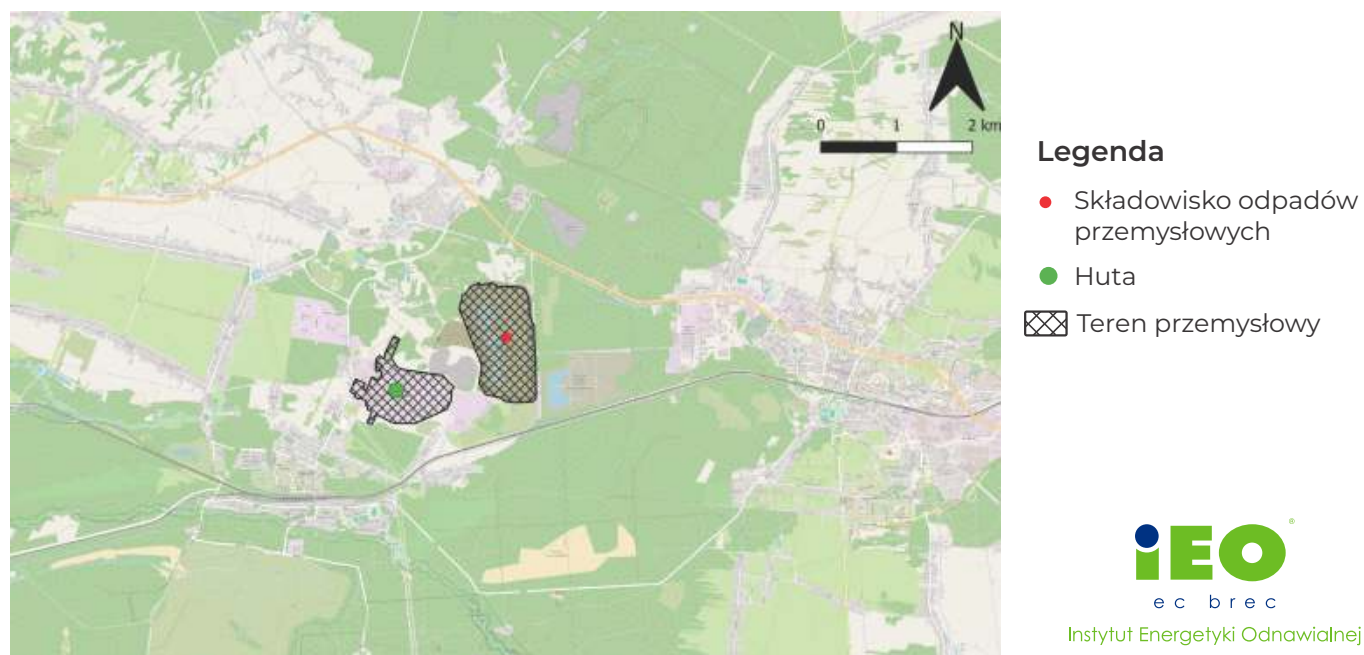 N
0 1 2 km
Legenda
Składowisko odpadów
przemysłowych
Huta
Teren przemysłowy
iEO®
ec brec
Instytut Energetyki Odnawialnej